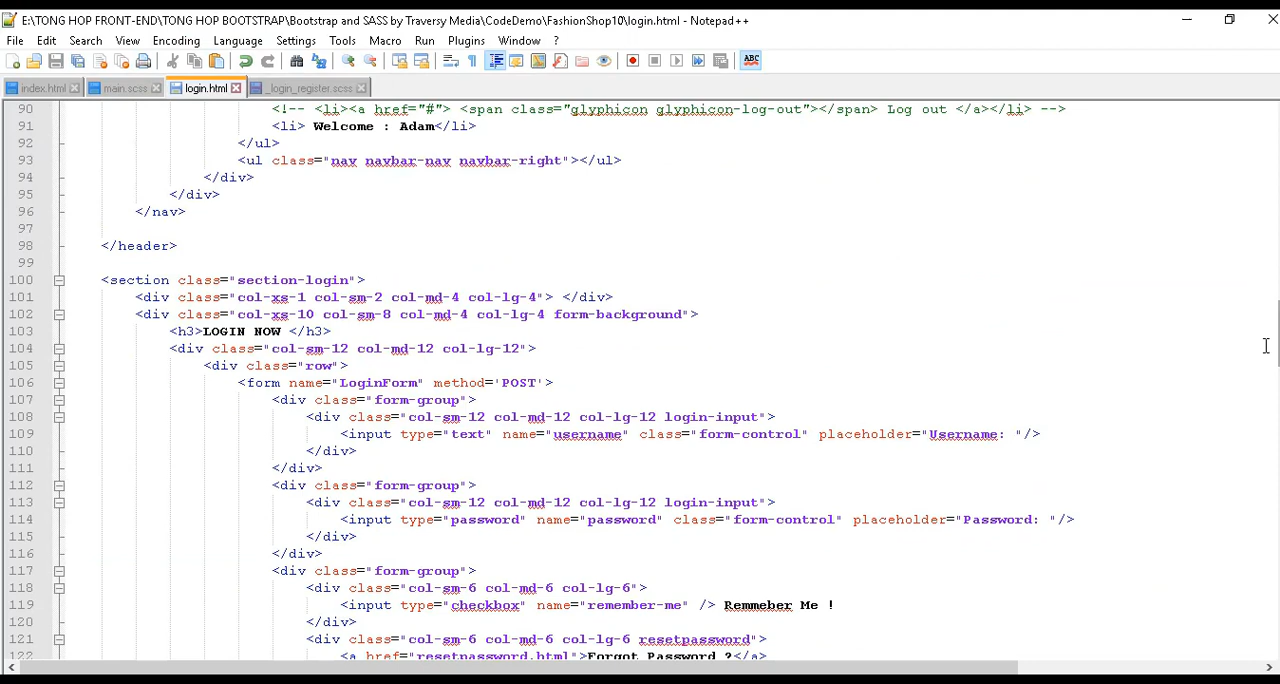 E:\TONG HOP FRONT-END\TONG HOP BOOTSTRAP\Bootstrap and SASS by Traversy Media\CodeDemo\FashionShop10\login.html - Notepad++
File Edit Search View Encoding Language Settings Tools Macro Run Plugins Window ?
ABC
index.html main.scss login.html _login_register.scss
90 <!-- <li><a href="#"> <span class="glyphicon glyphicon-log-out"></span> Log out </a></li> -->
91 <li> Welcome : Adam</li>
92 </ul>
93 <ul class="nav navbar-nav navbar-right"></ul>
94 </div>
95 </div>
96 </nav>
97
98 </header>
99
100 <section class="section-login">
101 <div class="col-xs-1 col-sm-2 col-md-4 col-lg-4"> </div>
102 <div class="col-xs-10 col-sm-8 col-md-4 col-lg-4 form-background">
103 <h3>LOGIN NOW </h3>
104 <div class="col-sm-12 col-md-12 col-lg-12">
105 <div class="row">
106 <form name="LoginForm" method='POST'>
107 <div class="form-group">
108 <div class="col-sm-12 col-md-12 col-lg-12 login-input">
109 <input type="text" name="username" class="form-control" placeholder="Username: "/>
110 </div>
111 </div>
112 <div class="form-group">
113 <div class="col-sm-12 col-md-12 col-lg-12 login-input">
114 <input type="password" name="password" class="form-control" placeholder="Password: "/>
115 </div>
116 </div>
117 <div class="form-group">
118 <div class="col-sm-6 col-md-6 col-lg-6">
119 <input type="checkbox" name="remember-me" /> Remmeber Me !
120 </div>
121 <div class="col-sm-6 col-md-6 col-lg-6 resetpassword">
122 <a href="resetpassword.html">Forgot Password ?</a>